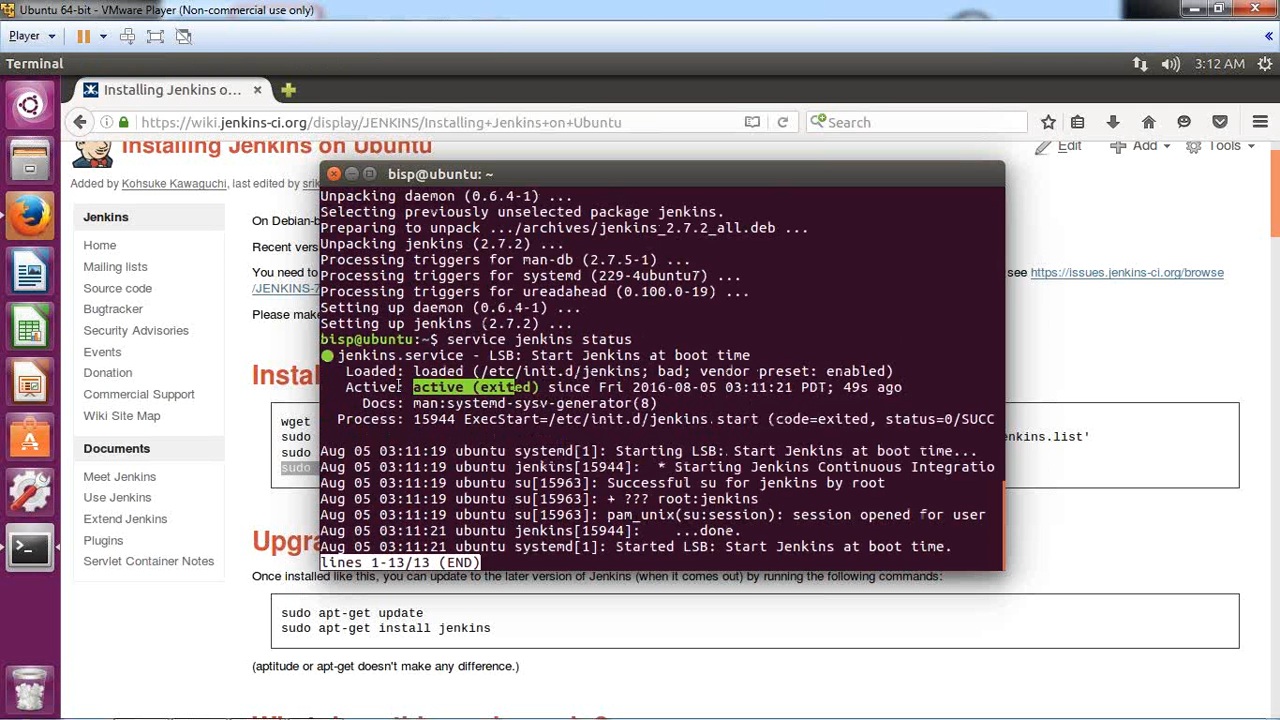 Ubuntu 64-bit - VMware Player (Non-commercial use only)
Player
Terminal
3:12 AM
Installing Jenkins o...
https://wiki.jenkins-ci.org/display/JENKINS/Installing+Jenkins+on+Ubuntu
Search
Installing Jenkins on Ubuntu
Edit
Add
Tools
Added by Kohsuke Kawaguchi, last edited by sri
Jenkins
Home
Mailing lists
Source code
Bugtracker
Security Advisories
Events
Donation
Commercial Support
Wiki Site Map
Documents
Meet Jenkins
Use Jenkins
Extend Jenkins
Plugins
Servlet Container Notes
On Debian-b
Recent vers
You need to
see https://issues.jenkins-ci.org/browse
/JENKINS-7
Please make
Insta
wget
sudo
enkins.list'
sudo
sudo
bisp@ubuntu: ~
Unpacking daemon (0.6.4-1) ...
Selecting previously unselected package jenkins.
Preparing to unpack .../archives/jenkins_2.7.2_all.deb ...
Unpacking jenkins (2.7.2) ...
Processing triggers for man-db (2.7.5-1) ...
Processing triggers for systemd (229-4ubuntu7) ...
Processing triggers for ureadahead (0.100.0-19) ...
Setting up daemon (0.6.4-1) ...
Setting up jenkins (2.7.2) ...
bisp@ubuntu:~$ service jenkins status
● jenkins.service - LSB: Start Jenkins at boot time
Loaded: loaded (/etc/init.d/jenkins; bad; vendor preset: enabled)
Active: active (exited) since Fri 2016-08-05 03:11:21 PDT; 49s ago
Docs: man:systemd-sysv-generator(8)
Process: 15944 ExecStart=/etc/init.d/jenkins start (code=exited, status=0/SUCC
Aug 05 03:11:19 ubuntu systemd[1]: Starting LSB: Start Jenkins at boot time...
Aug 05 03:11:19 ubuntu jenkins[15944]:  * Starting Jenkins Continuous Integratio
Aug 05 03:11:19 ubuntu su[15963]: Successful su for jenkins by root
Aug 05 03:11:19 ubuntu su[15963]: + ??? root:jenkins
Aug 05 03:11:19 ubuntu su[15963]: pam_unix(su:session): session opened for user
Aug 05 03:11:21 ubuntu jenkins[15944]:    ...done.
Aug 05 03:11:21 ubuntu systemd[1]: Started LSB: Start Jenkins at boot time.
lines 1-13/13 (END)
Upgra
Once installed like this, you can update to the later version of Jenkins (when it comes out) by running the following commands:
sudo apt-get update
sudo apt-get install jenkins
(aptitude or apt-get doesn't make any difference.)